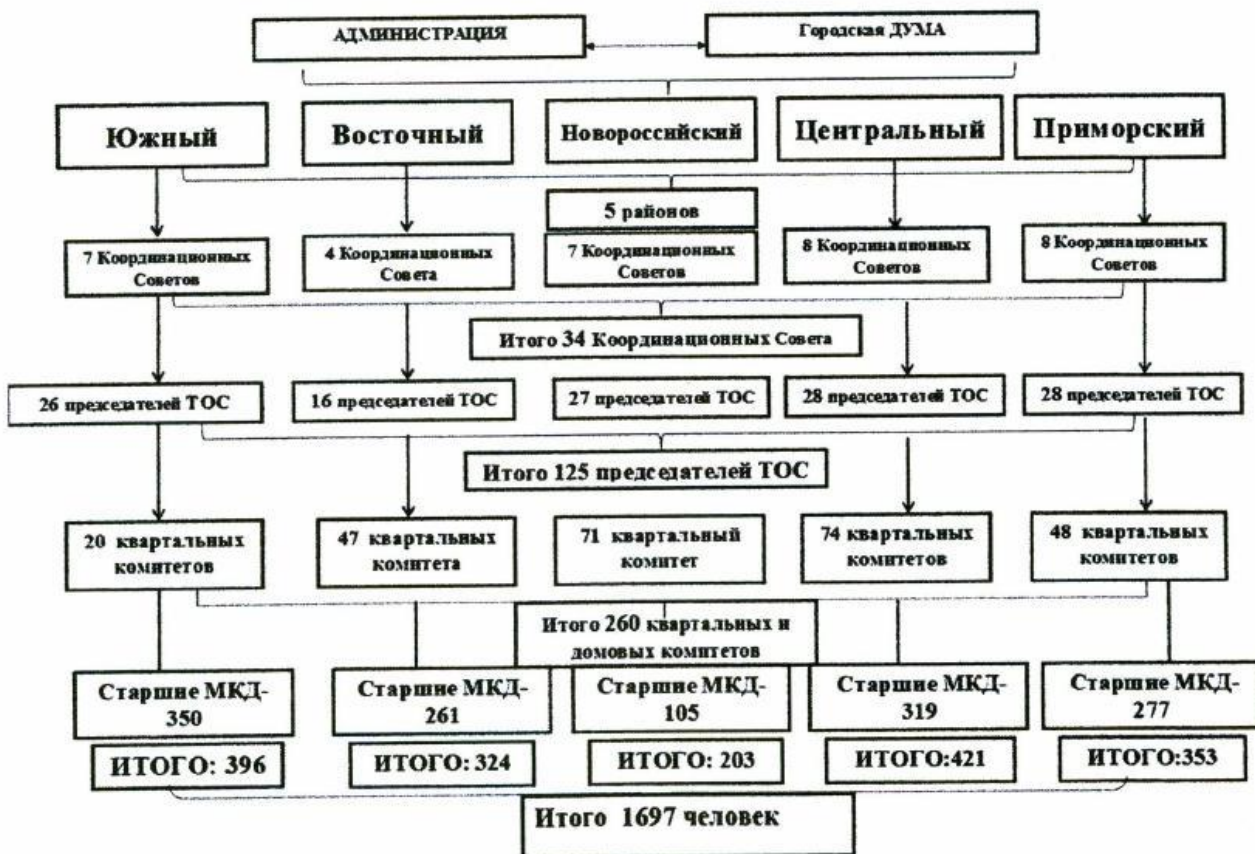 АДМИНИСТРАЦИЯ
Городская ДУМА
Южный
Восточный
Новороссийский
Центральный
Приморский
5 районов
7 Координационных
Советов
4 Координационных
Совета
7 Координационных
Советов
8 Координационных
Советов
8 Координационных
Советов
Итого 34 Координационных Совета
26 председателей ТОС
16 председателей ТОС
27 председателей ТОС
28 председателей ТОС
28 председателей ТОС
Итого 125 председателей ТОС
20 квартальных
комитетов
47 квартальных
комитета
71 квартальный
комитет
74 квартальных
комитетов
48 квартальных
комитетов
Итого 260 квартальных и
домовых комитетов
Старшие МКД-
350
Старшие МКД-
261
Старшие МКД-
105
Старшие МКД-
319
Старшие МКД-
277
ИТОГО: 396
ИТОГО: 324
ИТОГО: 203
ИТОГО:421
ИТОГО:353
Итого 1697 человек